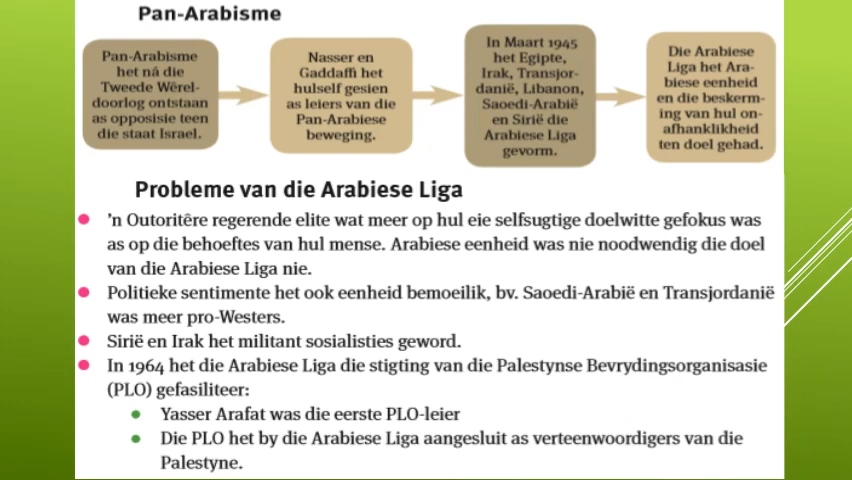 Pan-Arabisme
Pan-Arabisme
het ná die
Tweede Wêrel-
doorlog ontstaan
as opposisie teen
die staat Israel.
Nasser en
Gaddaffi het
hulself gesien
as leiers van die
Pan-Arabiese
beweging.
In Maart 1945
het Egipte,
Irak, Transjor-
danië, Libanon,
Saoedi-Arabië
en Sirië die
Arabiese Liga
gevorm.
Die Arabiese
Liga het Ara-
biese eenheid
en die beskerm-
ing van hul on-
afhanklikheid
ten doel gehad.
Probleme van die Arabiese Liga
’n Outoritêre regerende elite wat meer op hul eie selfsugtige doelwitte gefokus was
as op die behoeftes van hul mense. Arabiese eenheid was nie noodwendig die doel
van die Arabiese Liga nie.
Politieke sentimente het ook eenheid bemoeilik, bv. Saoedi-Arabië en Transjordanië
was meer pro-Westers.
Sirië en Irak het militant sosialisties geword.
In 1964 het die Arabiese Liga die stigting van die Palestynse Bevrydingsorganisasie
(PLO) gefasiliteer:
Yasser Arafat was die eerste PLO-leier
Die PLO het by die Arabiese Liga aangesluit as verteenwoordigers van die
Palestyne.